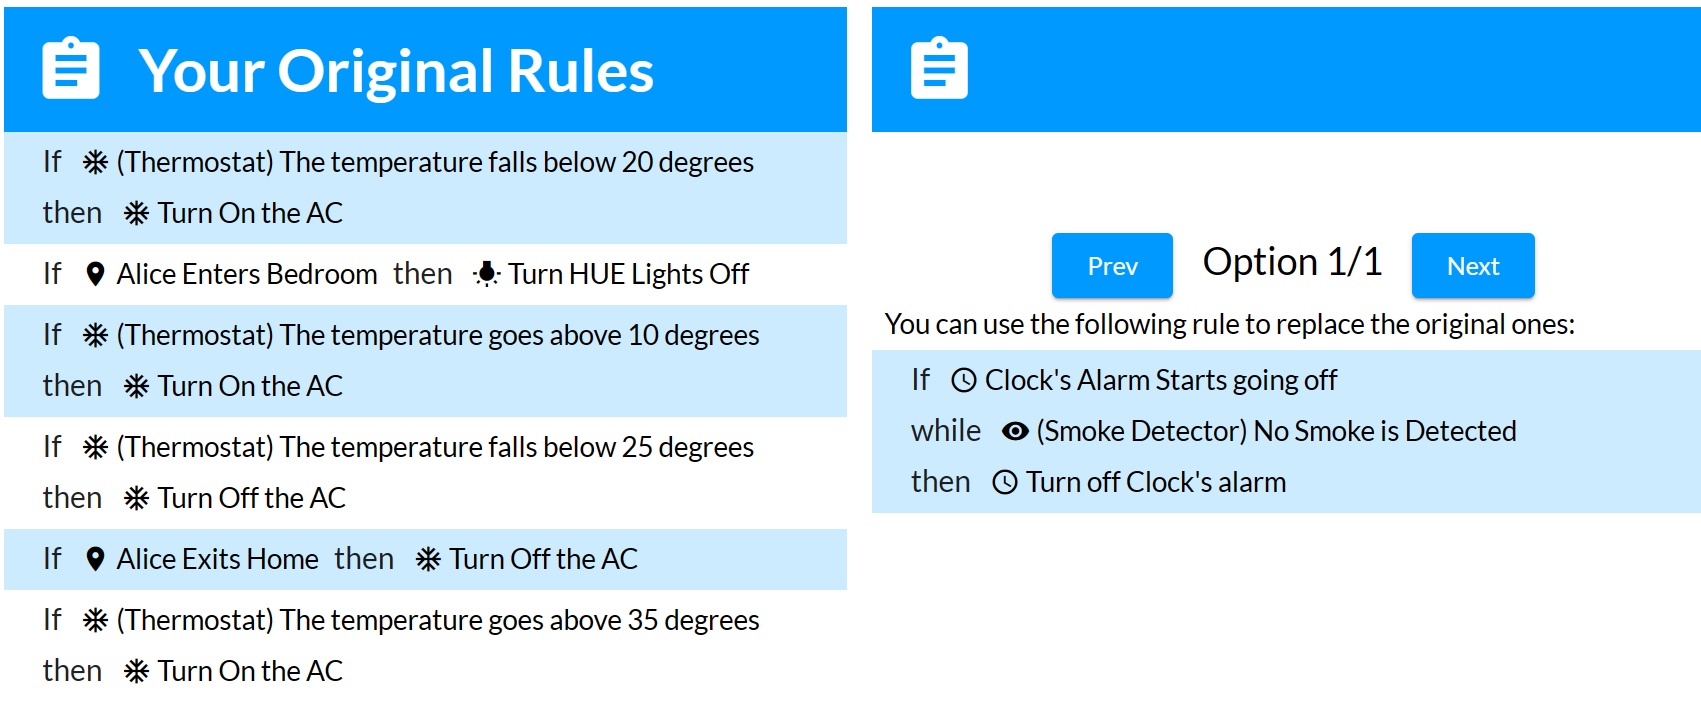 Your Original Rules
If (Thermostat) The temperature falls below 20 degrees
then Turn On the AC
If Alice Enters Bedroom then Turn HUE Lights Off
If (Thermostat) The temperature goes above 10 degrees
then Turn On the AC
If (Thermostat) The temperature falls below 25 degrees
then Turn Off the AC
If Alice Exits Home then Turn Off the AC
If (Thermostat) The temperature goes above 35 degrees
then Turn On the AC
Prev Option 1/1 Next
You can use the following rule to replace the original ones:
If Clock's Alarm Starts going off
while (Smoke Detector) No Smoke is Detected
then Turn off Clock's alarm